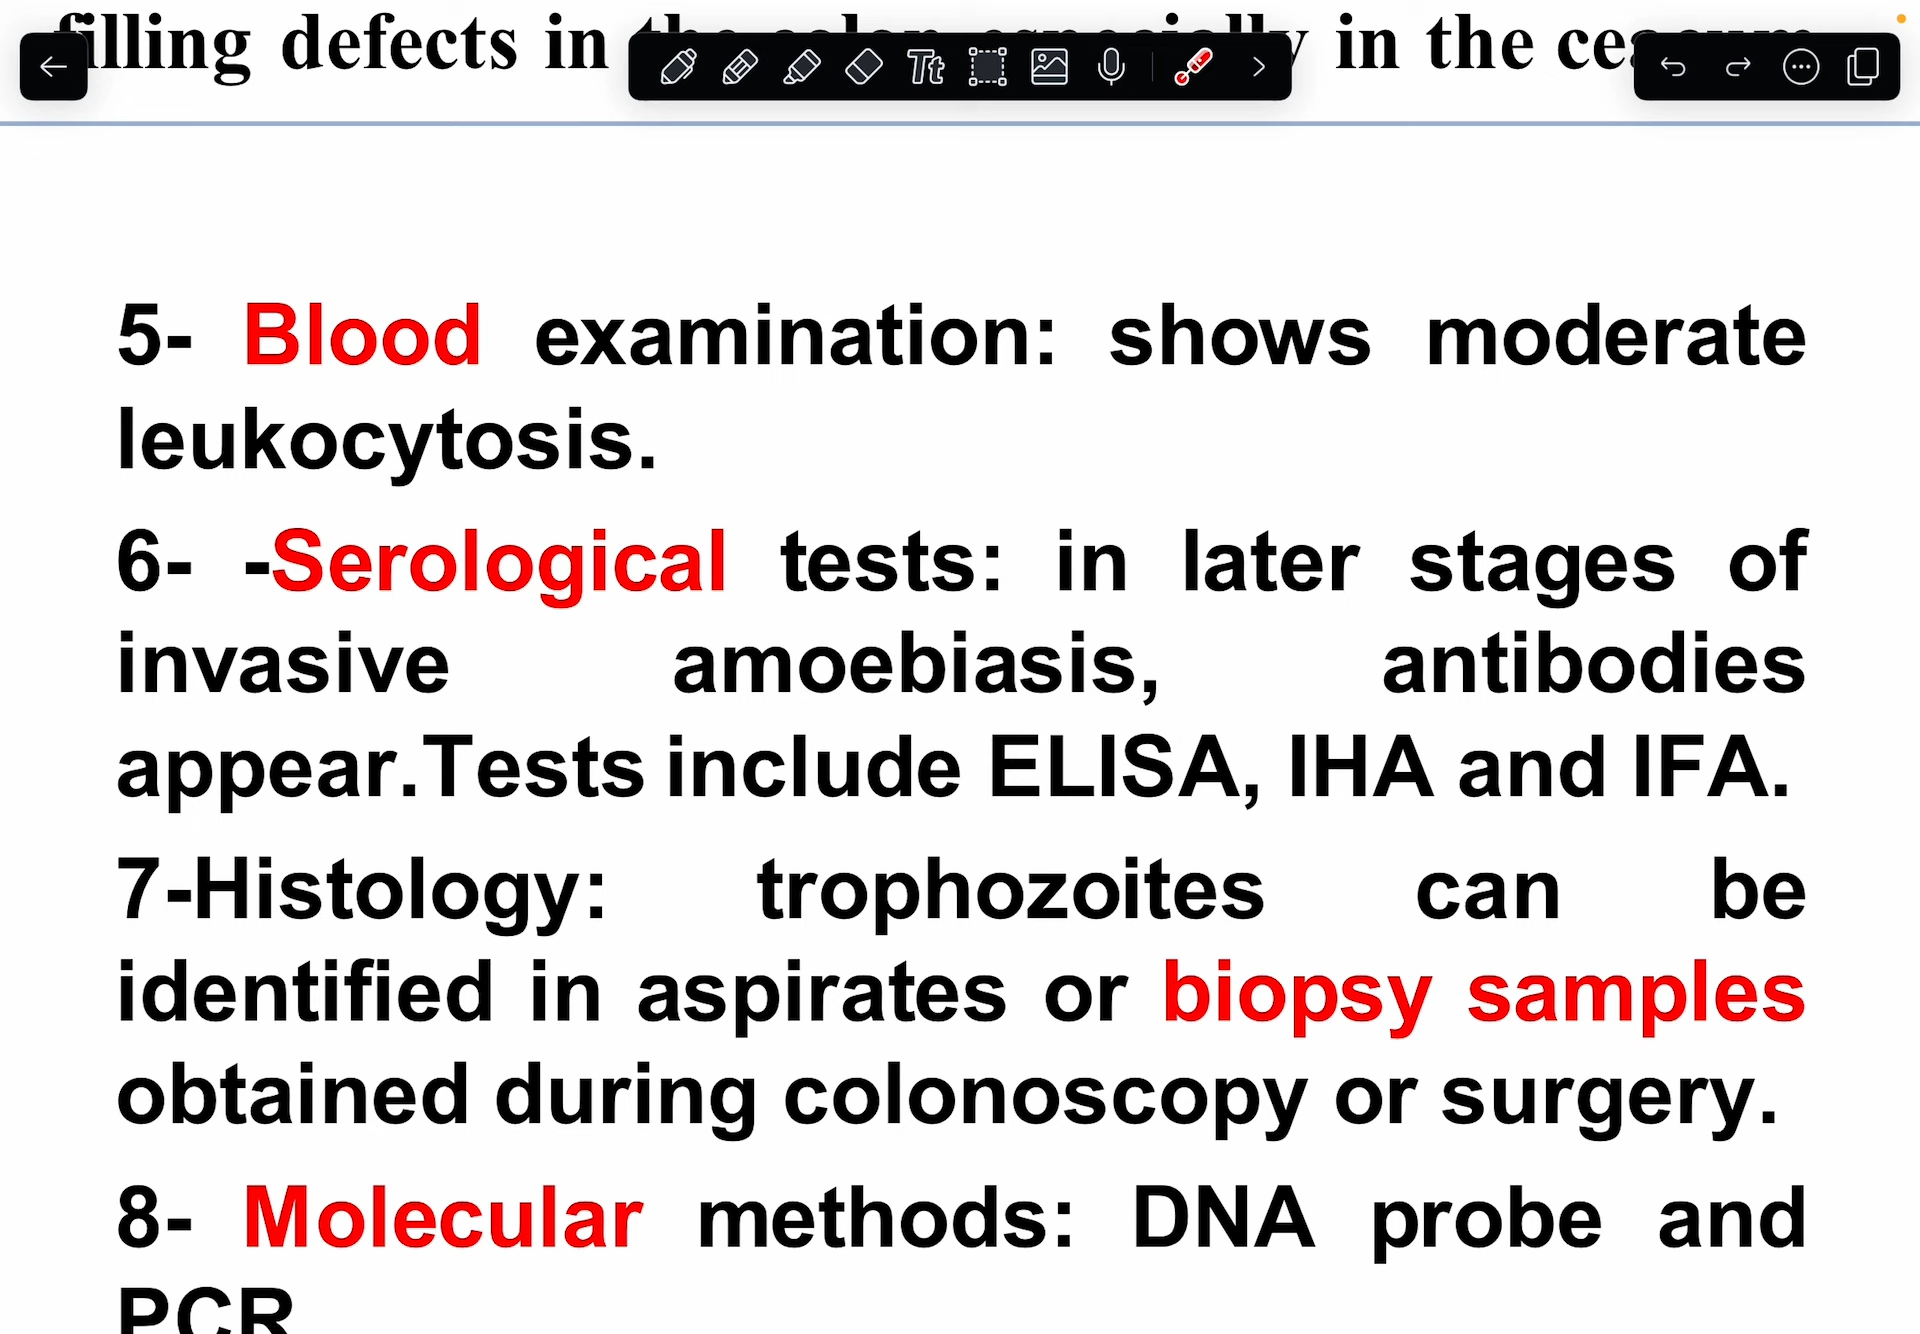 filling defects in the colon especially in the ceacum
Tt
5- Blood examination: shows moderate
leukocytosis.
6- -Serological tests: in later stages of
invasive amoebiasis, antibodies
appear.Tests include ELISA, IHA and IFA.
7-Histology: trophozoites can be
identified in aspirates or biopsy samples
obtained during colonoscopy or surgery.
8- Molecular methods: DNA probe and
PCR